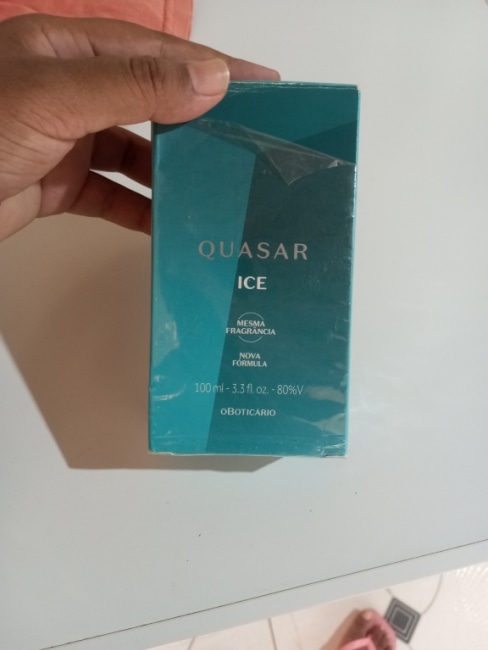 QUASAR
ICE
MESMA
FRAGRÂNCIA
NOVA
FÓRMULA
100 ml - 3.3 fl. oz. - 80%V
oBOTICÁRIO